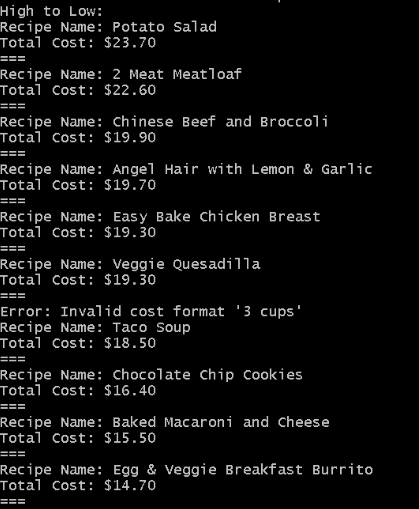 High to Low:
Recipe Name: Potato Salad
Total Cost: $23.70
===
Recipe Name: 2 Meat Meatloaf
Total Cost: $22.60
===
Recipe Name: Chinese Beef and Broccoli
Total Cost: $19.90
===
Recipe Name: Angel Hair with Lemon & Garlic
Total Cost: $19.70
===
Recipe Name: Easy Bake Chicken Breast
Total Cost: $19.30
===
Recipe Name: Veggie Quesadilla
Total Cost: $19.30
===
Error: Invalid cost format '3 cups'
Recipe Name: Taco Soup
Total Cost: $18.50
===
Recipe Name: Chocolate Chip Cookies
Total Cost: $16.40
===
Recipe Name: Baked Macaroni and Cheese
Total Cost: $15.50
===
Recipe Name: Egg & Veggie Breakfast Burrito
Total Cost: $14.70
===